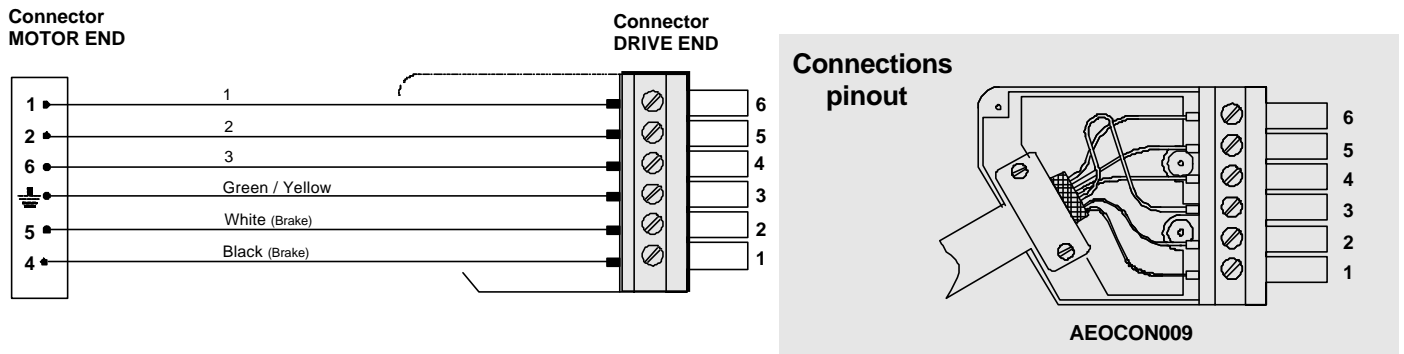 Connector
MOTOR END
Connector
DRIVE END
1 1 6
2 2 5
6 3 4
Green / Yellow 3
5 White (Brake) 2
4 Black (Brake) 1
Connections
pinout
6
5
4
3
2
1
AEOCON009